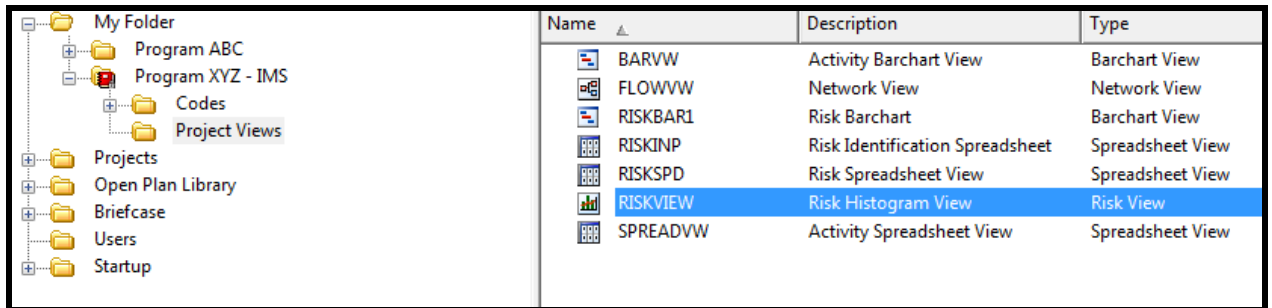 My Folder
Program ABC
Program XYZ - IMS
Codes
Project Views
Projects
Open Plan Library
Briefcase
Users
Startup
Name Description Type
BARVW Activity Barchart View Barchart View
FLOWVW Network View Network View
RISKBAR1 Risk Barchart Barchart View
RISKINP Risk Identification Spreadsheet Spreadsheet View
RISKSPD Risk Spreadsheet View Spreadsheet View
RISKVIEW Risk Histogram View Risk View
SPREADVW Activity Spreadsheet View Spreadsheet View